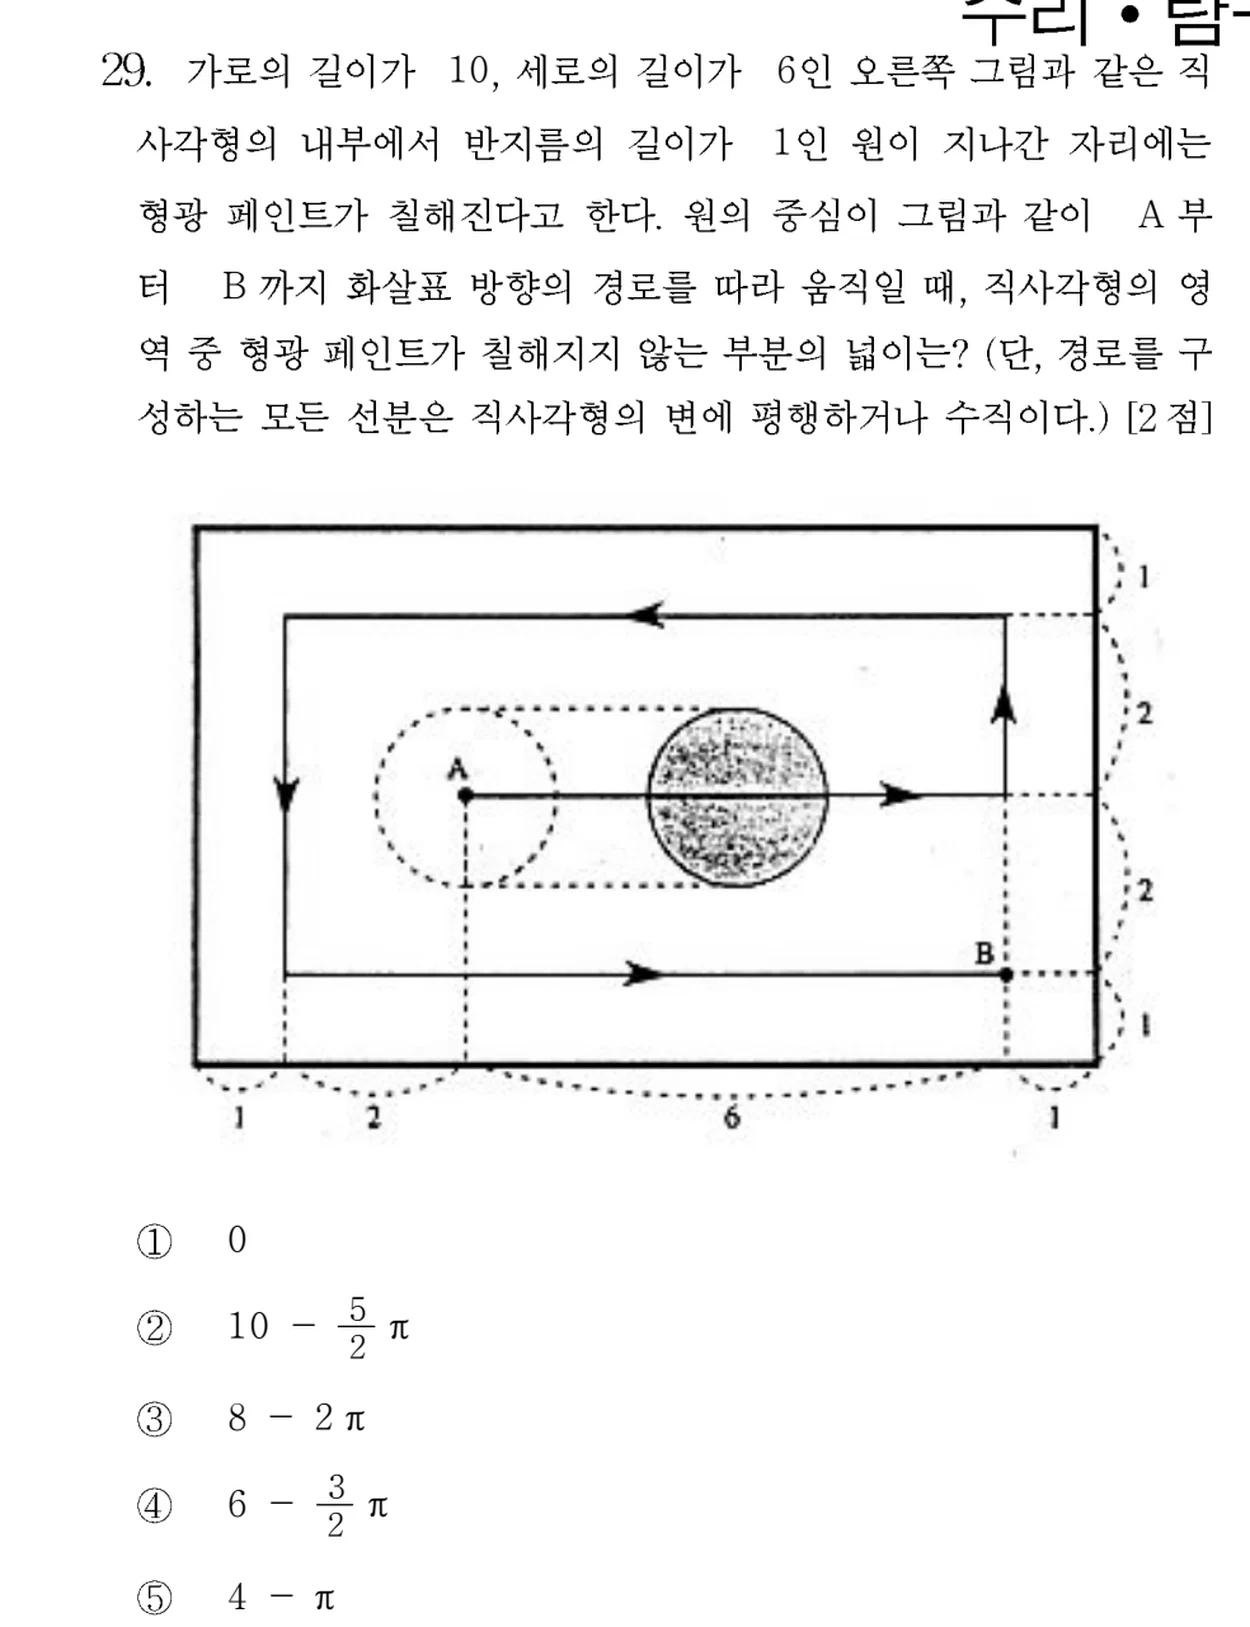 수리 • 탐구
29. 가로의 길이가 10, 세로의 길이가 6인 오른쪽 그림과 같은 직
사각형의 내부에서 반지름의 길이가 1인 원이 지나간 자리에는
형광 페인트가 칠해진다고 한다. 원의 중심이 그림과 같이 A부
터 B까지 화살표 방향의 경로를 따라 움직일 때, 직사각형의 영
역 중 형광 페인트가 칠해지지 않는 부분의 넓이는? (단, 경로를 구
성하는 모든 선분은 직사각형의 변에 평행하거나 수직이다.) [2점]
1
2
A
2
B
1
1 2 6 1
① 0
② 10 - 5/2 π
③ 8 - 2π
④ 6 - 3/2 π
⑤ 4 - π